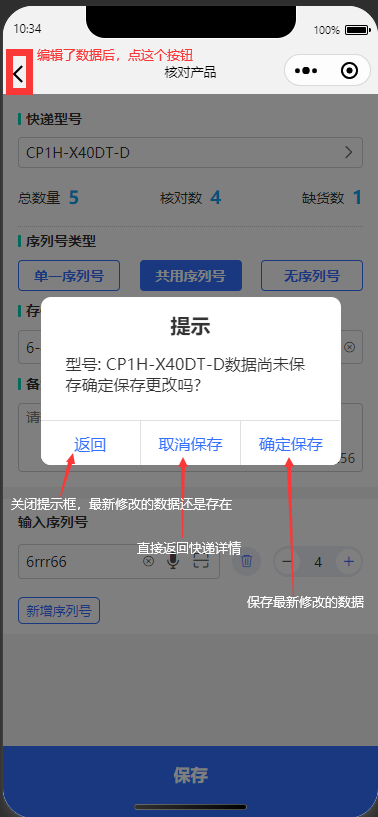 10:34
100%
编辑了数据后，点这个按钮
核对产品
快递型号
CP1H-X40DT-D
总数量 5 核对数 4 缺货数 1
序列号类型
单一序列号 共用序列号 无序列号
存
6-
备
请
56
提示
型号: CP1H-X40DT-D数据尚未保
存确定保存更改吗?
返回 取消保存 确定保存
关闭提示框，最新修改的数据还是存在
输入序列号
直接返回快递详情
6rrr66
4
保存最新修改的数据
新增序列号
保存